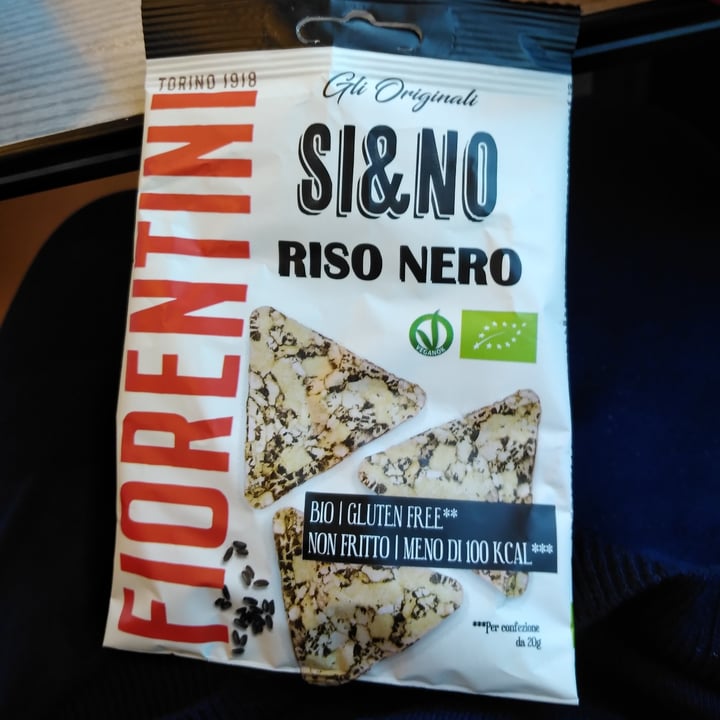 TORINO 1918
FIORENTINI
Gli Originali
SI&NO
RISO NERO
VEGANOK
BIO | GLUTEN FREE**
NON FRITTO | MENO DI 100 KCAL***
***Per confezione
da 20g